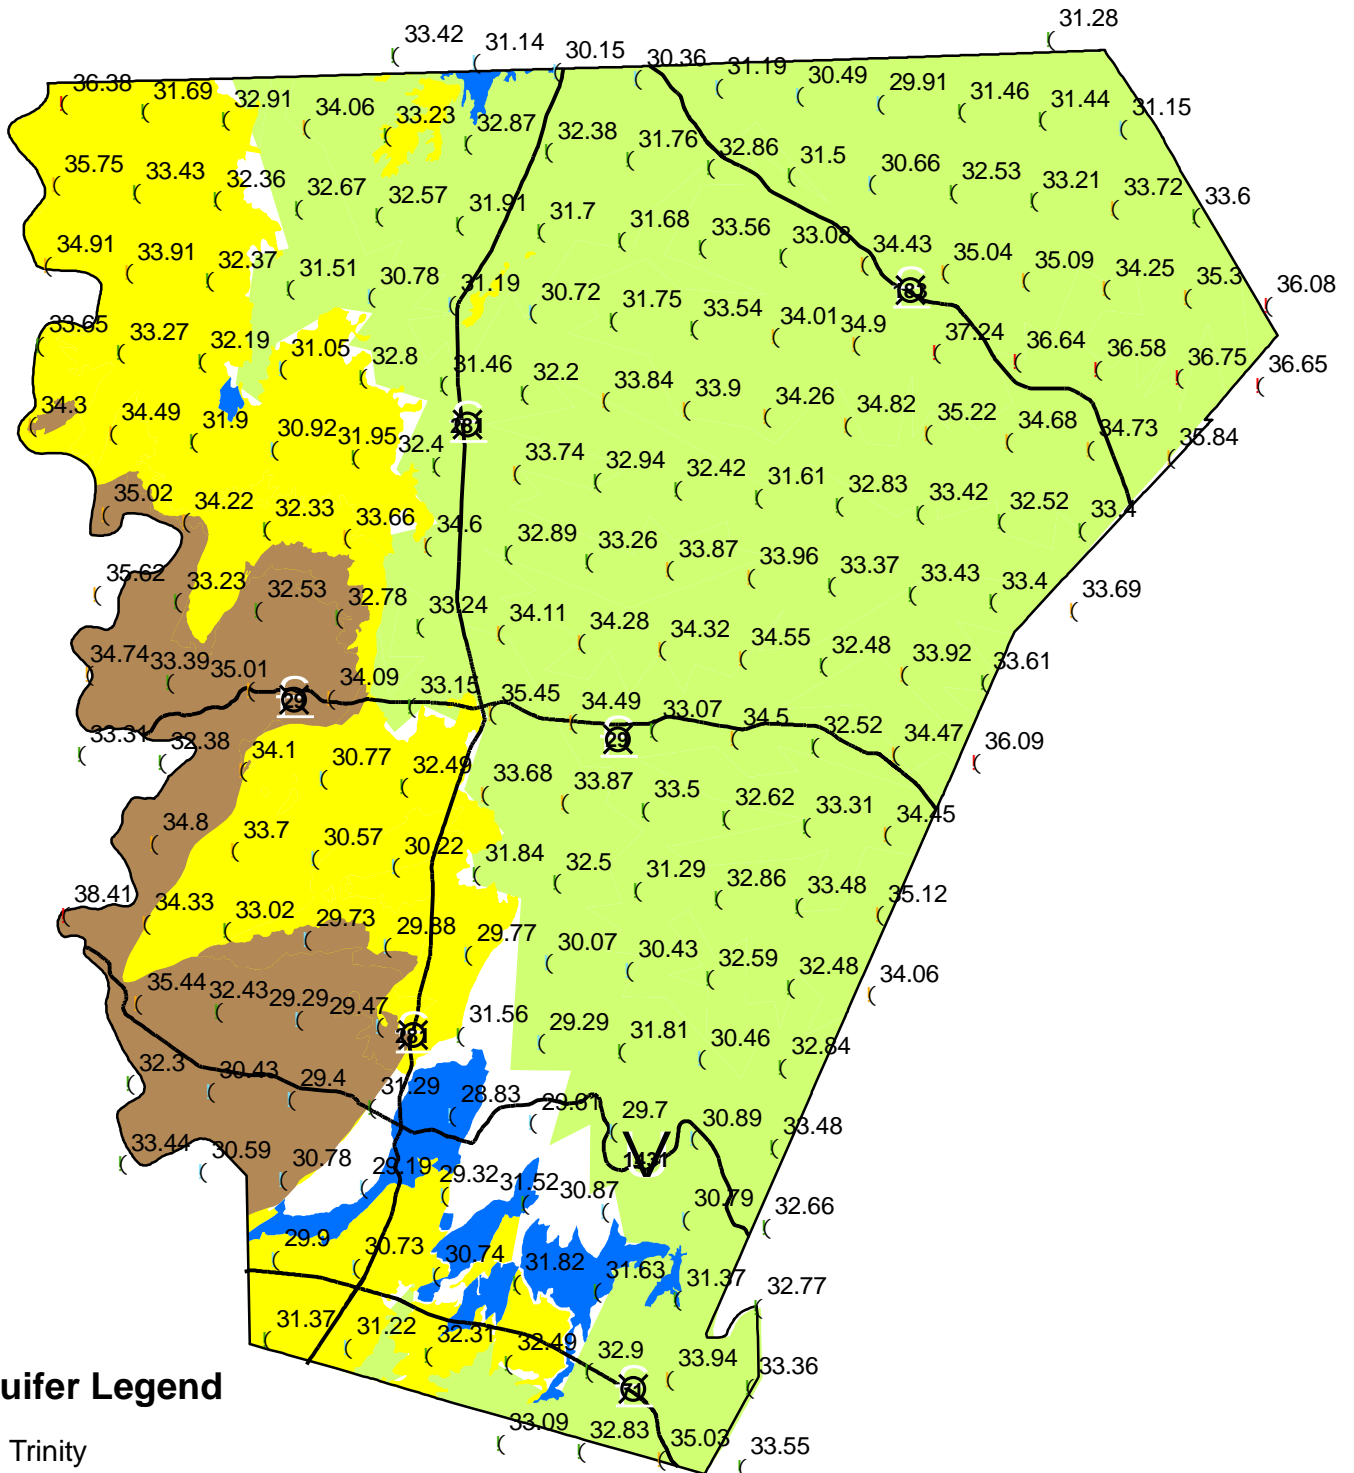 31.28
33.42 31.14 30.15 30.36 31.19 30.49 29.91 31.46 31.44 31.15
36.38 31.69 32.91 34.06 33.23 32.87 32.38 31.76 32.86 31.5 30.66 32.53 33.21 33.72 33.6
35.75 33.43 32.36 32.67 32.57 31.91 31.7 31.68 33.56 33.08 34.43 35.04 35.09 34.25 35.3 36.08
34.91 33.91 32.37 31.51 30.78 31.19 30.72 31.75 33.54 34.01 34.9 183 37.24 36.64 36.58 36.75 36.65
33.65 33.27 32.19 31.05 32.8 31.46 32.2 33.84 33.9 34.26 34.82 35.22 34.68 34.73 35.84
34.3 34.49 31.9 30.92 31.95 32.4 281 33.74 32.94 32.42 31.61 32.83 33.42 32.52 33.4
35.02 34.22 32.33 33.66 34.6 32.89 33.26 33.87 33.96 33.37 33.43 33.4 33.69
35.62 33.23 32.53 32.78 33.24 34.11 34.28 34.32 34.55 32.48 33.92 33.61
34.74 33.39 35.01 29 34.09 33.15 35.45 34.49 29 33.07 34.5 32.52 34.47 36.09
33.31 32.38 34.1 30.77 32.49 33.68 33.87 33.5 32.62 33.31 34.45
34.8 33.7 30.57 30.22 31.84 32.5 31.29 32.86 33.48 35.12
38.41 34.33 33.02 29.73 29.88 29.77 30.07 30.43 32.59 32.48 34.06
35.44 32.43 29.29 29.47 281 31.56 29.29 31.81 30.46 32.84
32.3 30.43 29.4 31.29 28.83 29.61 29.7 30.89 33.48
33.44 30.59 30.78 29.19 29.32 31.52 30.87 1431 30.79 32.66
29.9 30.73 30.74 31.82 31.63 31.37 32.77
31.37 31.22 32.31 32.49 32.9 71 33.94 33.36
uifer Legend
33.09 32.83 35.03 33.55
Trinity